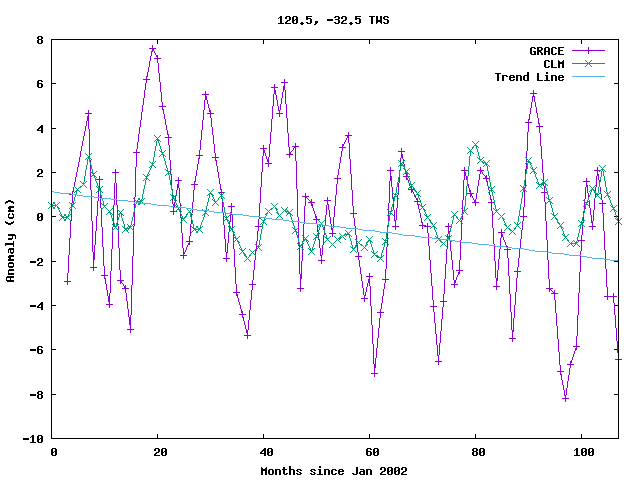 120.5, -32.5 TWS
GRACE
CLM
Trend Line
8
6
4
2
0
-2
-4
-6
-8
-10
Anomaly (cm)
0 20 40 60 80 100
Months since Jan 2002